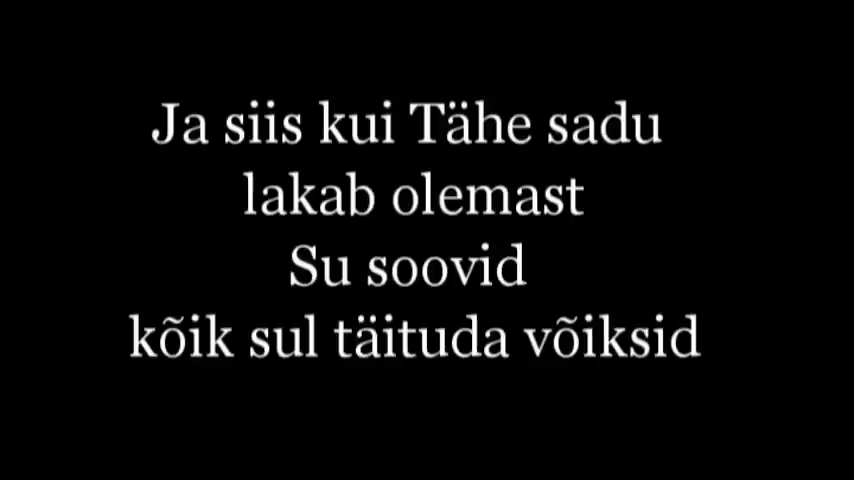 Ja siis kui Tähe sadu
lakab olemast
Su soovid
kõik sul täituda võiksid